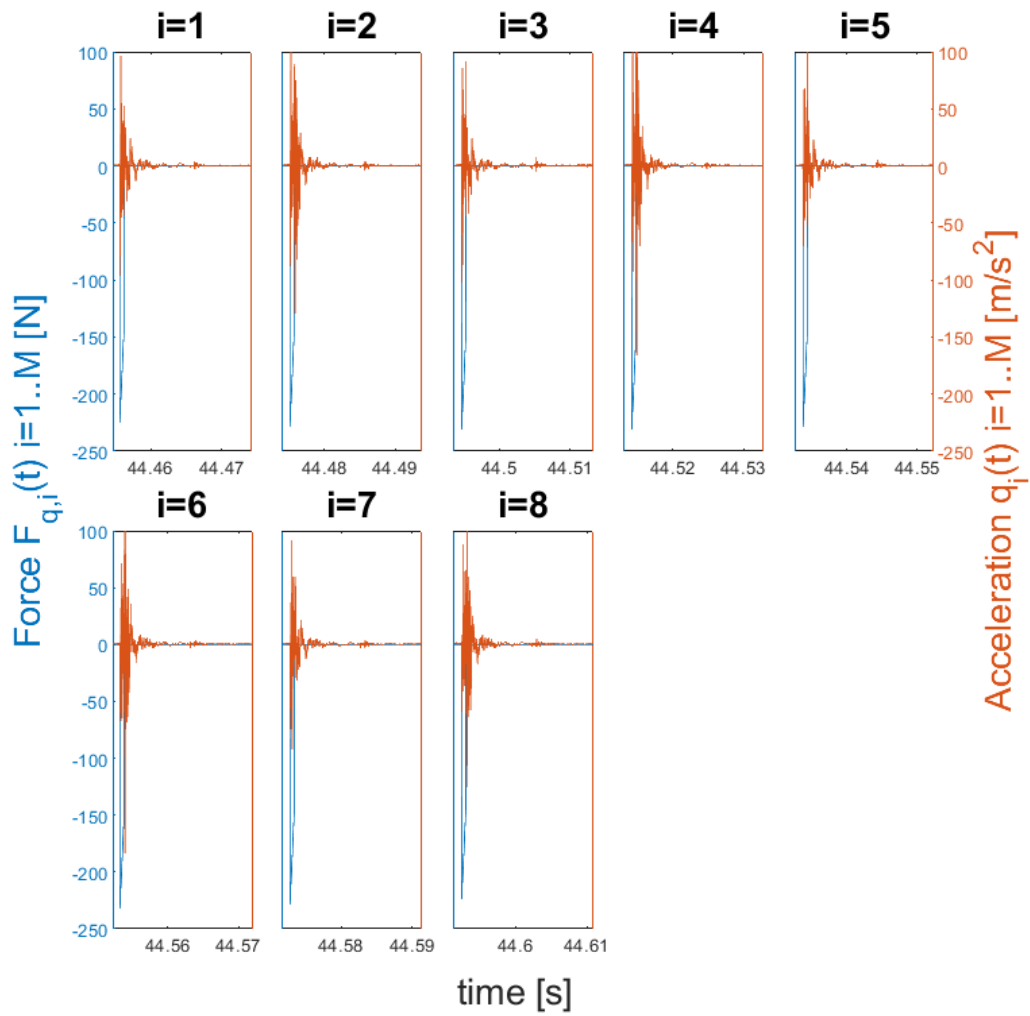 i=1 i=2 i=3 i=4 i=5
100 100
50 50
0 0
-50 -50
-100 -100
-150 -150
-200 -200
-250 -250
44.46 44.47 44.48 44.49 44.5 44.51 44.52 44.53 44.54 44.55
i=6 i=7 i=8
100
50
0
-50
-100
-150
-200
-250
44.56 44.57 44.58 44.59 44.6 44.61
time [s]
Force F_q,i(t) i=1..M [N]
Acceleration q_i(t) i=1..M [m/s²]